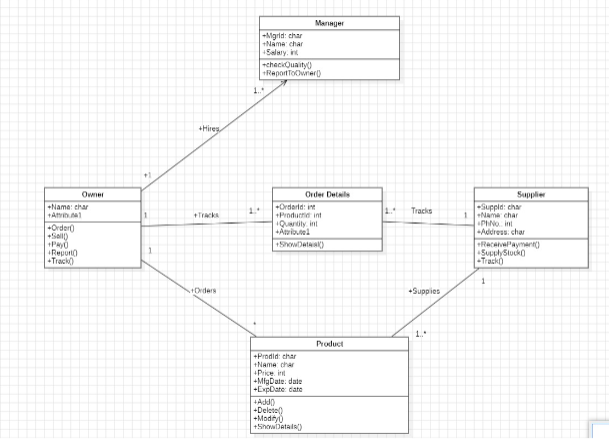 Manager
+MgrId: char
+Name: char
+Salary: int
+checkQuality()
+ReportToOwner()
1..*
+Hires
+1
Owner
+Name: char
+Attribute1
+Order()
+Sell()
+Pay()
+Report()
+Track()
1
+Tracks
1..*
Order Details
+OrderId: int
+ProductId: int
+Quantity: int
+Attribute1
+ShowDetails()
1..*
Tracks
1
Supplier
+SuppId: char
+Name: char
+PhNo.: int
+Address: char
+ReceivePayment()
+SupplyStock()
+Track()
1
+Orders
*
+Supplies
1
1..*
Product
+ProdId: char
+Name: char
+Price: int
+MfgDate: date
+ExpDate: date
+Add()
+Delete()
+Modify()
+ShowDetails()